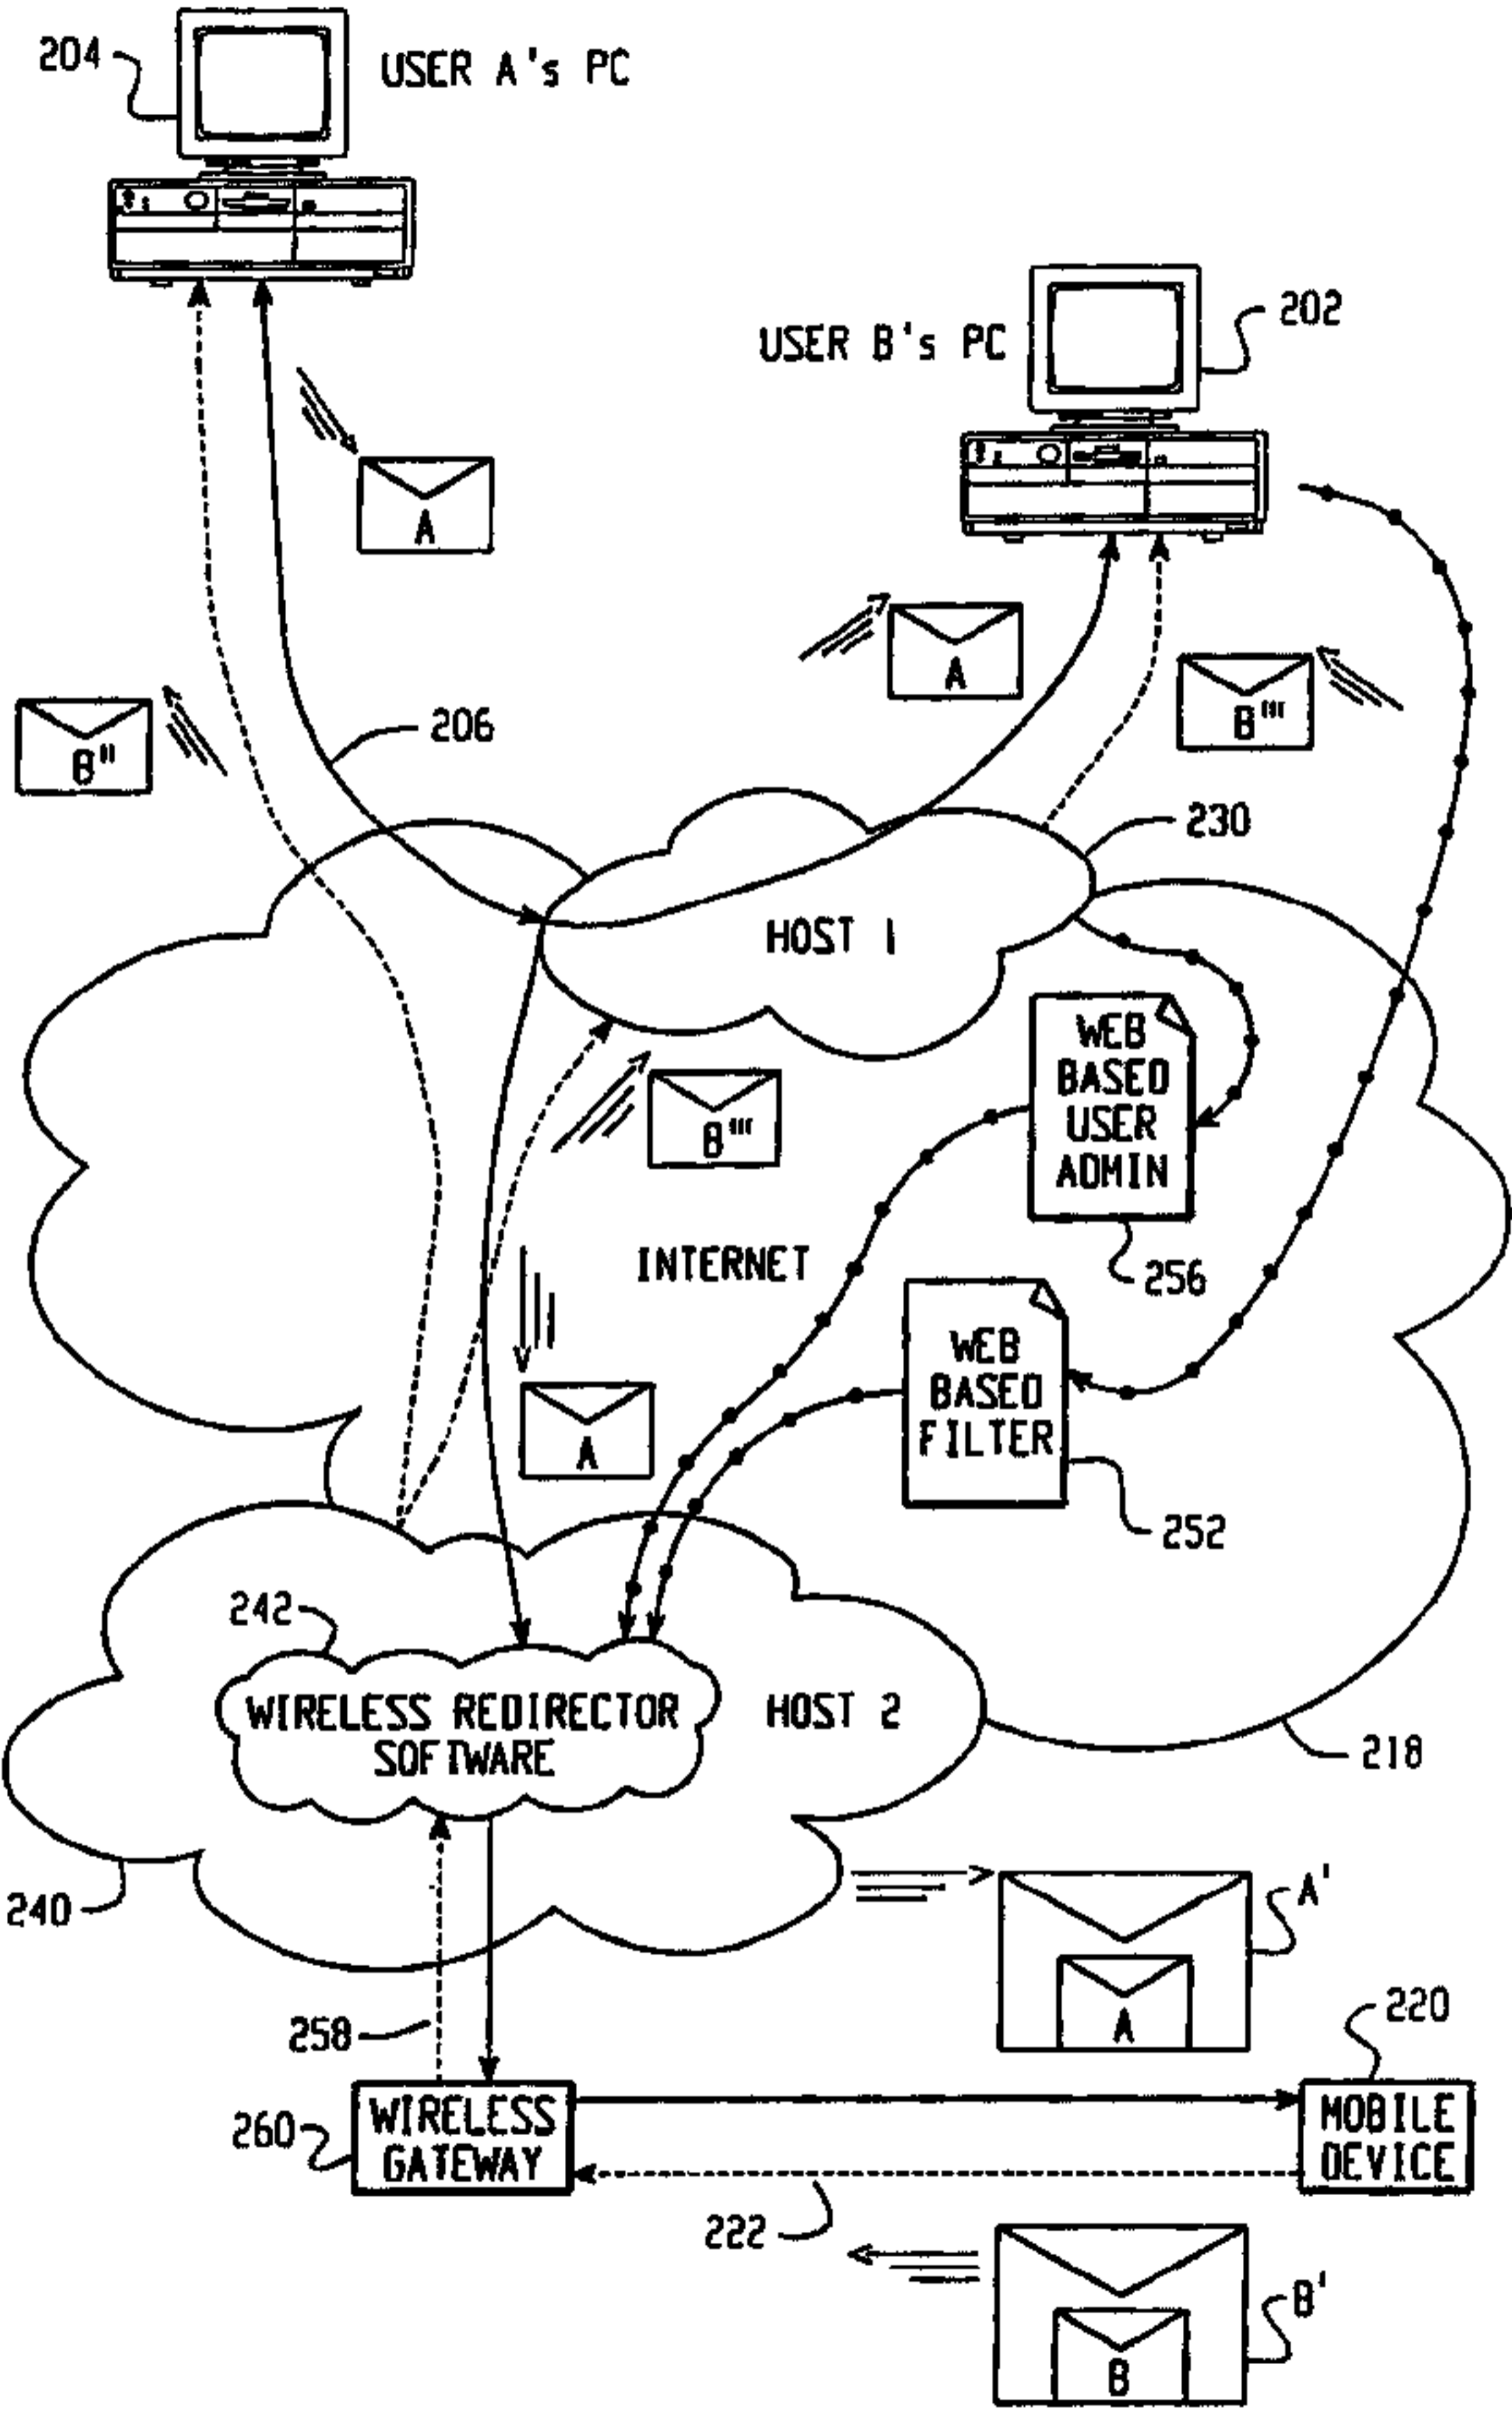 204
USER A's PC
USER B's PC
202
A
A
B"
B'''
206
230
HOST 1
WEB
BASED
USER
ADMIN
B'''
INTERNET
256
WEB
BASED
FILTER
A
252
242
WIRELESS REDIRECTOR
SOFTWARE
HOST 2
218
240
A'
A
258
220
260
WIRELESS
GATEWAY
MOBILE
DEVICE
222
B'
B